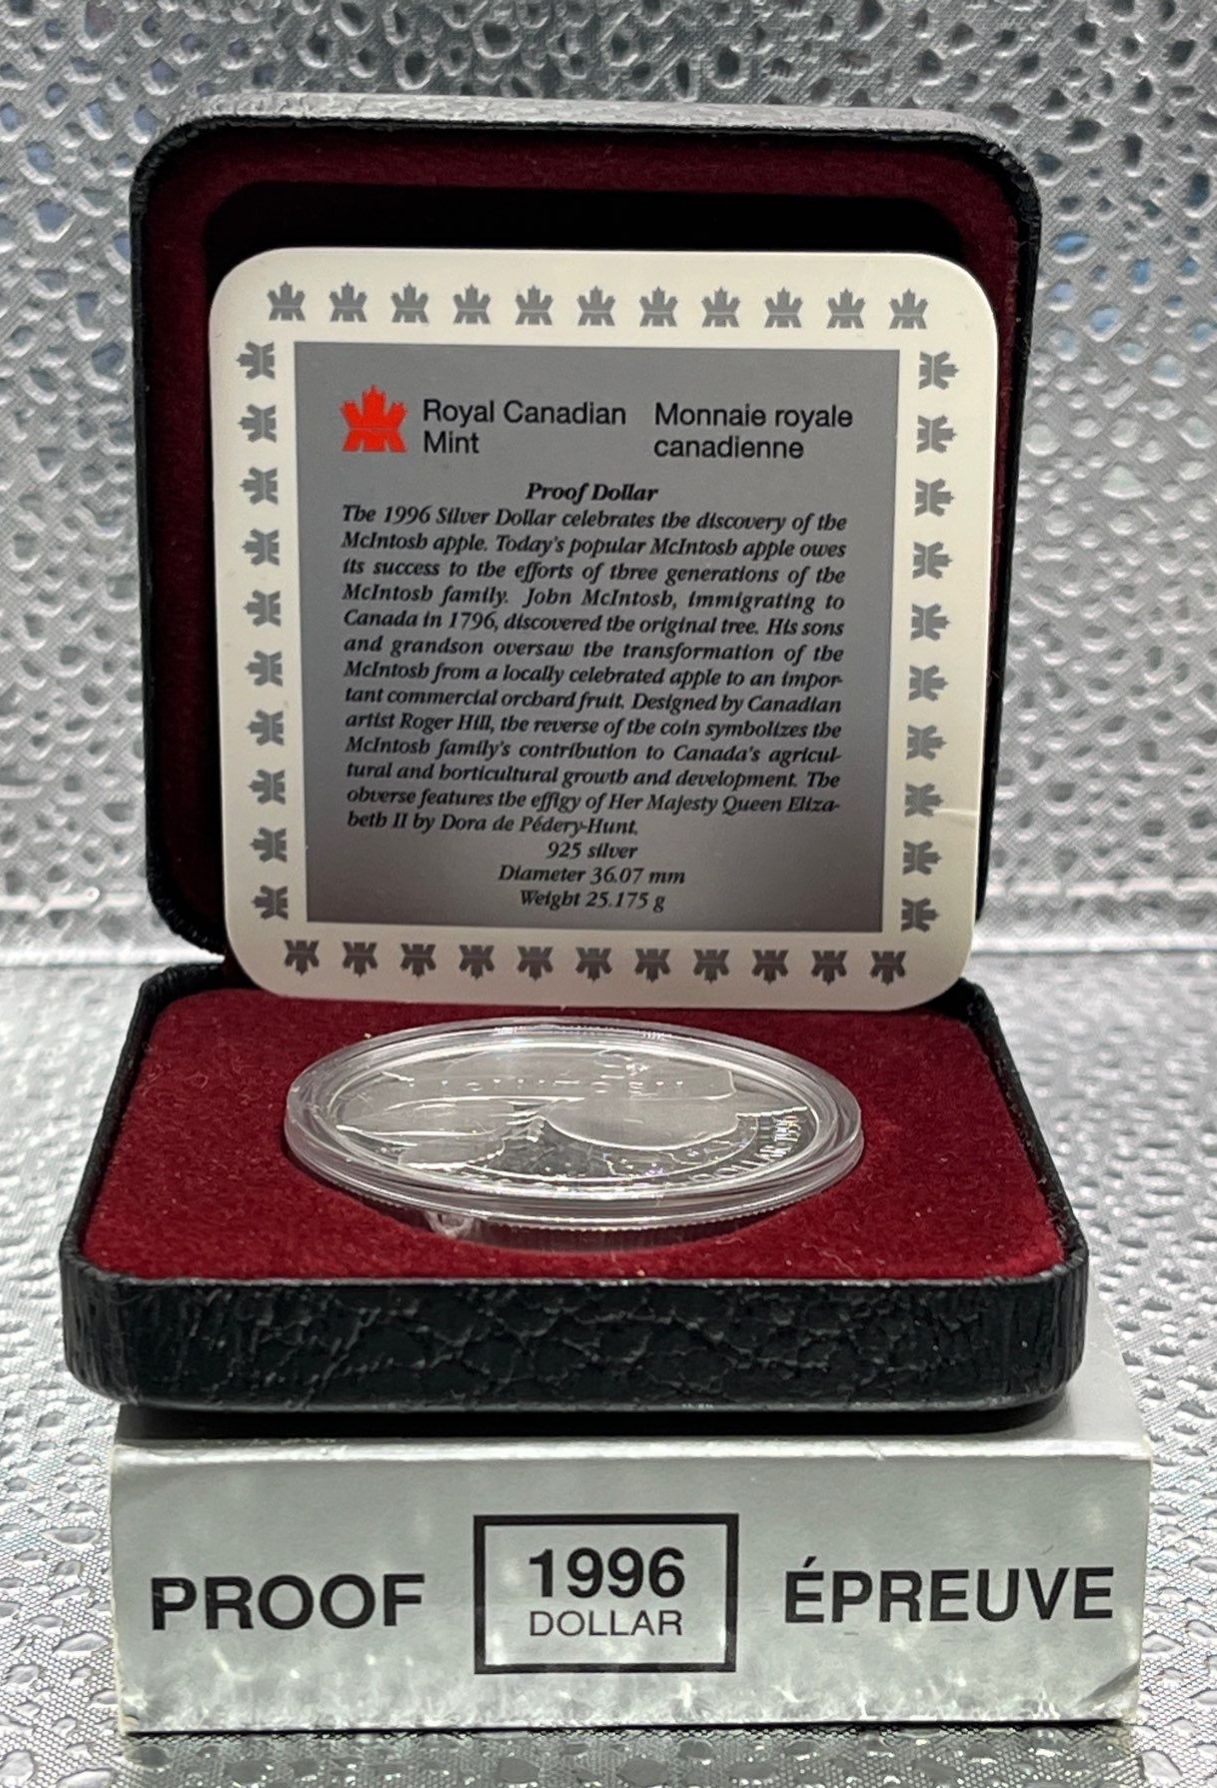 Royal Canadian Mint
Monnaie royale canadienne
Proof Dollar
The 1996 Silver Dollar celebrates the discovery of the
McIntosh apple. Today's popular McIntosh apple owes
its success to the efforts of three generations of the
McIntosh family. John McIntosh, immigrating to
Canada in 1796, discovered the original tree. His sons
and grandson oversaw the transformation of the
McIntosh from a locally celebrated apple to an impor-
tant commercial orchard fruit. Designed by Canadian
artist Roger Hill, the reverse of the coin symbolizes the
McIntosh family's contribution to Canada's agricul-
tural and horticultural growth and development. The
obverse features the effigy of Her Majesty Queen Eliza-
beth II by Dora de Pédery-Hunt.
925 silver
Diameter 36.07 mm
Weight 25.175 g
DOLLAR
PROOF
1996
DOLLAR
ÉPREUVE